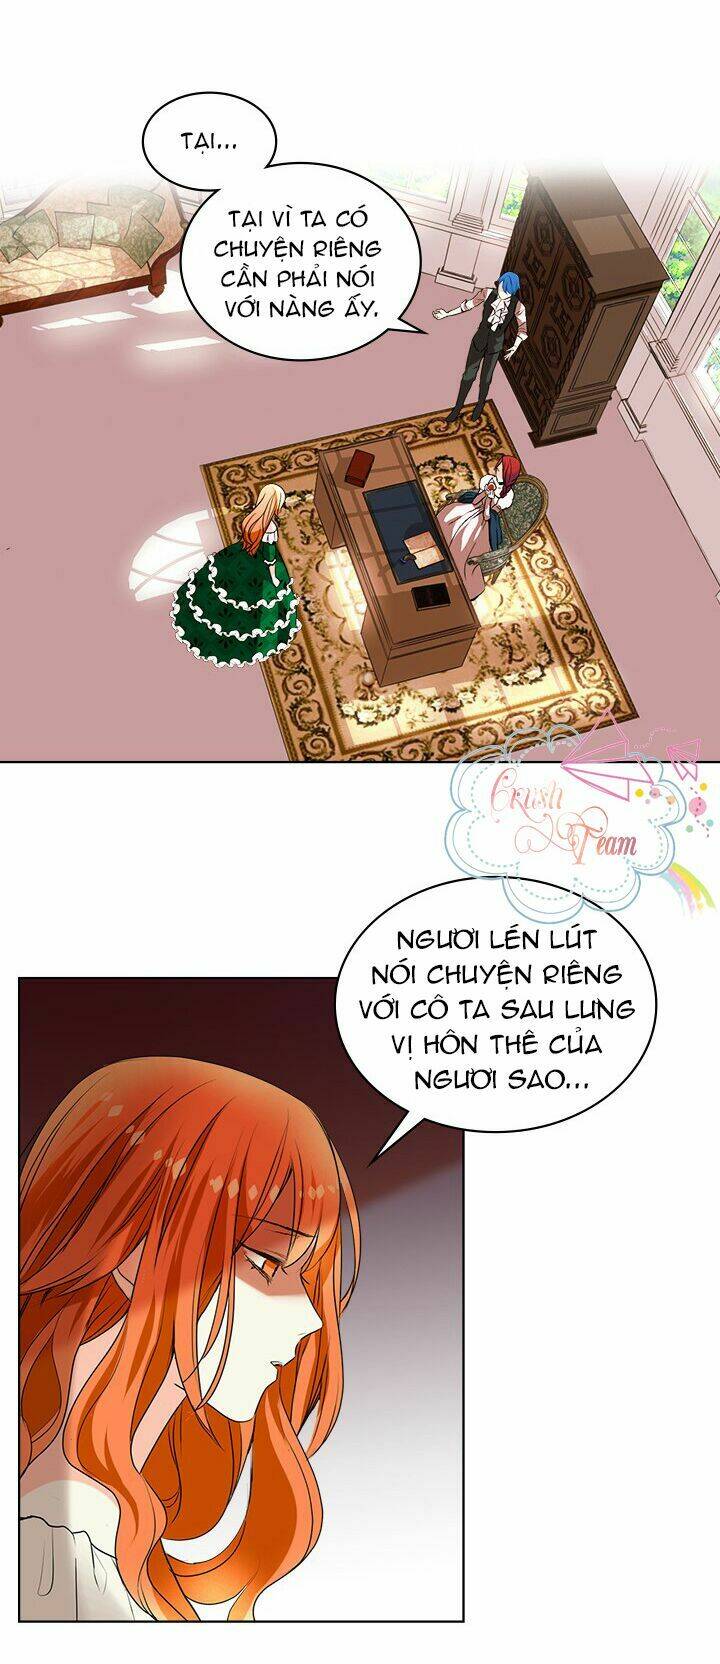 TẠI...
TẠI VÌ TA CÓ
CHUYỆN RIÊNG
CẦN PHẢI NÓI
VỚI NÀNG ẤY.
Crush
Team
NGƯƠI LÉN LÚT
NÓI CHUYỆN RIÊNG
VỚI CÔ TA SAU LƯNG
VỊ HÔN THÊ CỦA
NGƯƠI SAO...